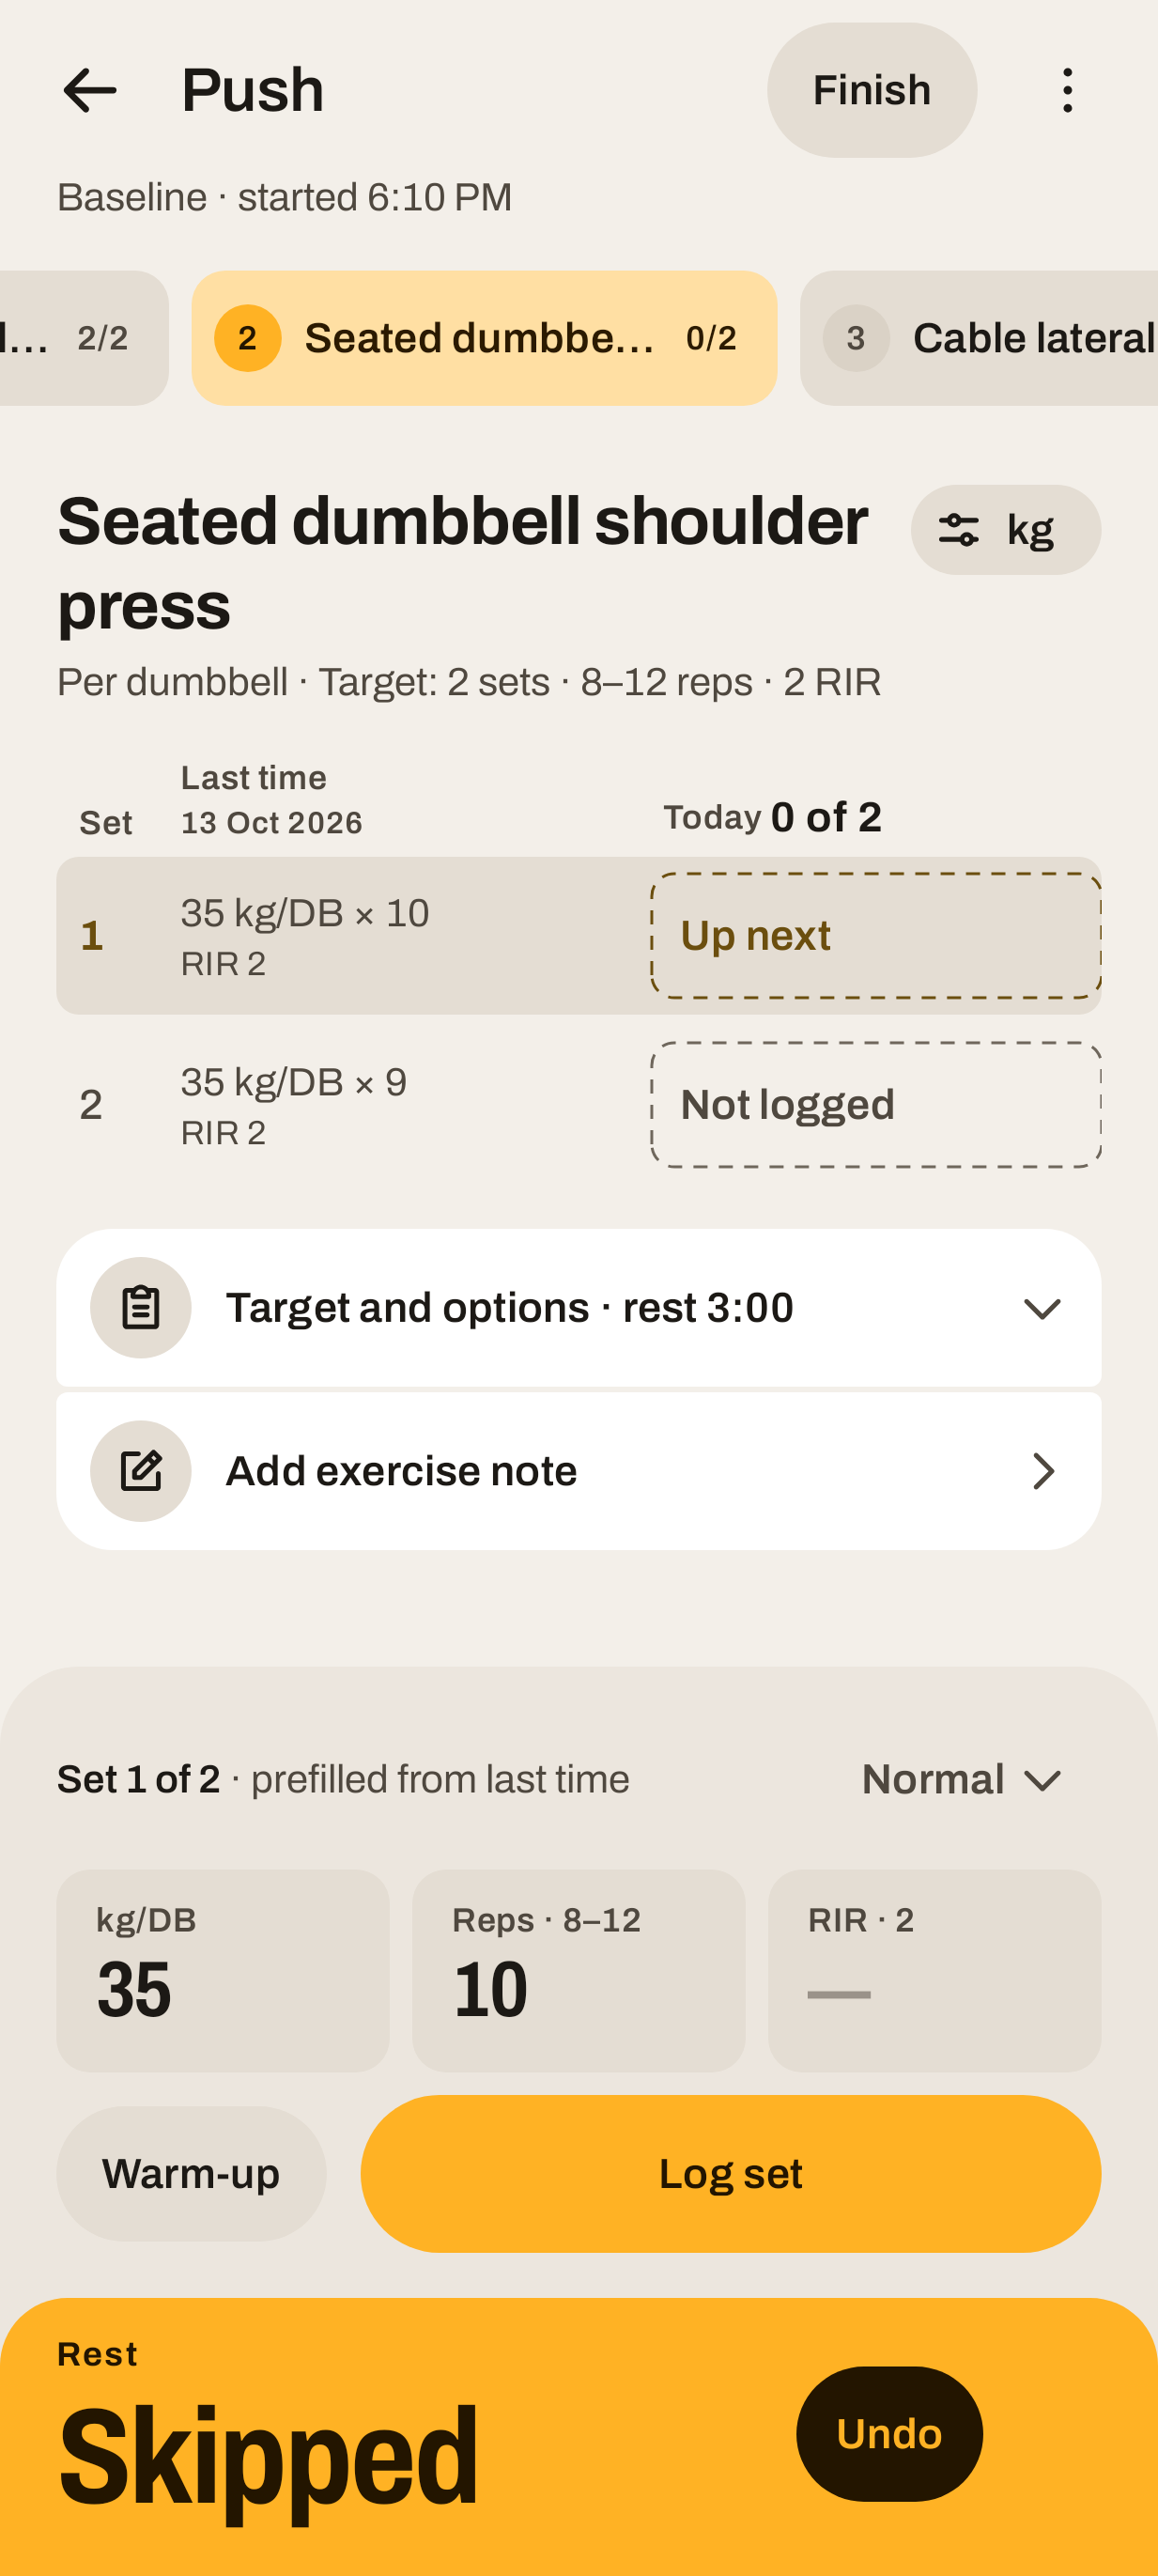 Push
Finish
Baseline · started 6:10 PM
l… 2/2
2 Seated dumbbe… 0/2
3 Cable lateral
Seated dumbbell shoulder
press
kg
Per dumbbell · Target: 2 sets · 8–12 reps · 2 RIR
Set
Last time
13 Oct 2026
Today 0 of 2
1
35 kg/DB × 10
RIR 2
Up next
2
35 kg/DB × 9
RIR 2
Not logged
Target and options · rest 3:00
Add exercise note
Set 1 of 2 · prefilled from last time
Normal
kg/DB
35
Reps · 8–12
10
RIR · 2
—
Warm-up
Log set
Rest
Skipped
Undo